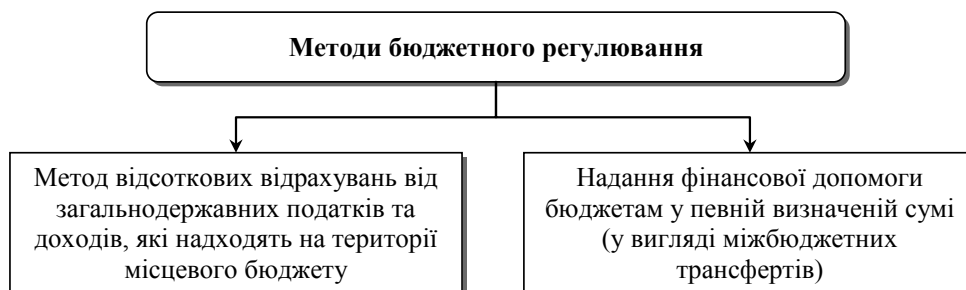 Методи бюджетного регулювання
Метод відсоткових відрахувань від
загальнодержавних податків та
доходів, які надходять на території
місцевого бюджету
Надання фінансової допомоги
бюджетам у певній визначеній сумі
(у вигляді міжбюджетних
трансфертів)